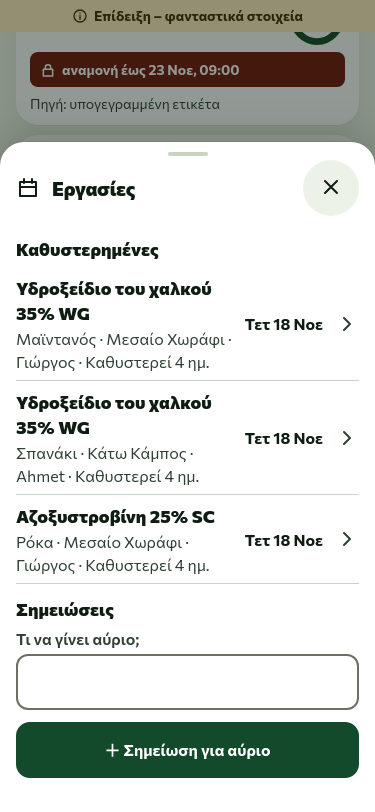 Επίδειξη – φανταστικά στοιχεία
αναμονή έως 23 Νοε, 09:00
Πηγή: υπογεγραμμένη ετικέτα
Εργασίες
Καθυστερημένες
Υδροξείδιο του χαλκού
35% WG
Μαϊντανός · Μεσαίο Χωράφι ·
Γιώργος · Καθυστερεί 4 ημ.
Τετ 18 Νοε
Υδροξείδιο του χαλκού
35% WG
Σπανάκι · Κάτω Κάμπος ·
Ahmet · Καθυστερεί 4 ημ.
Τετ 18 Νοε
Αζοξυστροβίνη 25% SC
Ρόκα · Μεσαίο Χωράφι ·
Γιώργος · Καθυστερεί 4 ημ.
Τετ 18 Νοε
Σημειώσεις
Τι να γίνει αύριο;
+ Σημείωση για αύριο